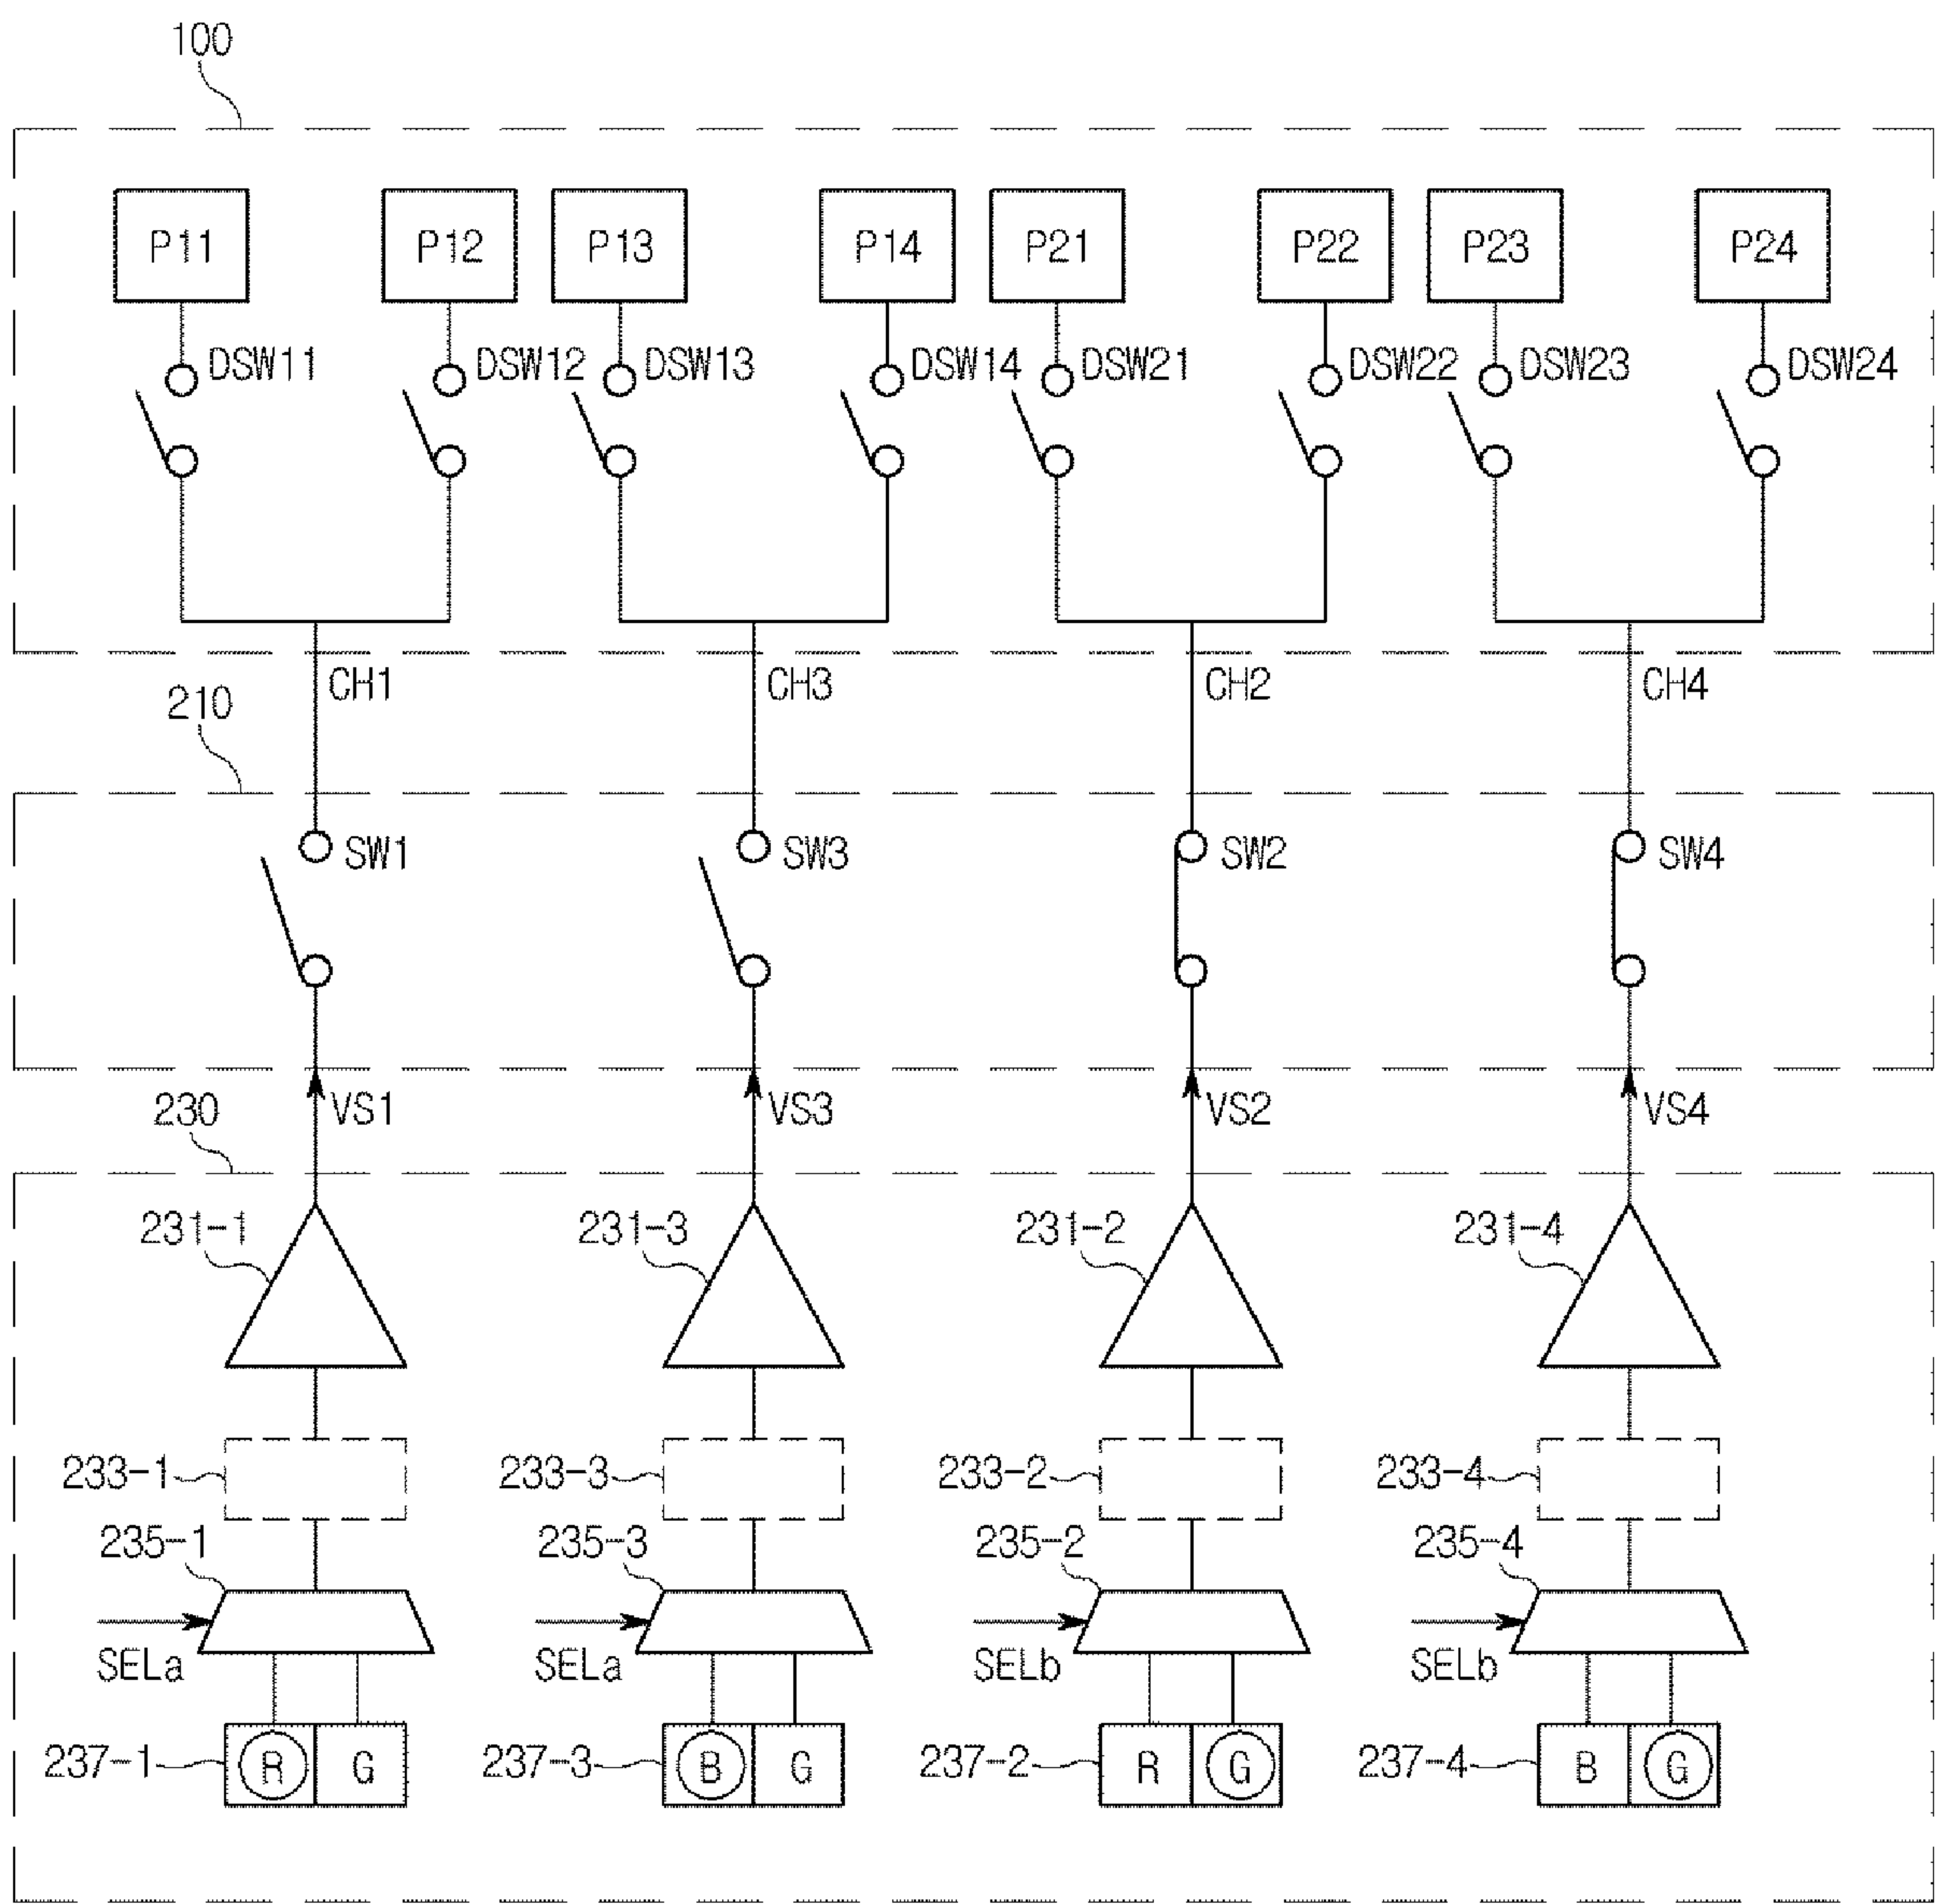 100
P11 P12 P13 P14 P21 P22 P23 P24
DSW11 DSW12 DSW13 DSW14 DSW21 DSW22 DSW23 DSW24
CH1 CH3 CH2 CH4
210
SW1 SW3 SW2 SW4
230 VS1 VS3 VS2 VS4
231-1 231-3 231-2 231-4
233-1 233-3 233-2 233-4
235-1 235-3 235-2 235-4
SELa SELa SELb SELb
237-1 R G 237-3 B G 237-2 R G 237-4 B G